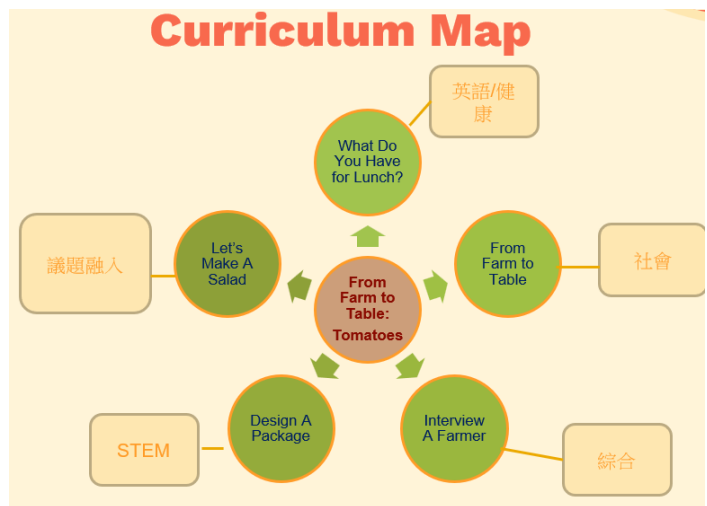 Curriculum Map
英語/健
康
What Do
You Have
for Lunch?
議題融入
Let's
Make A
Salad
From
Farm to
Table
社會
From
Farm to
Table:
Tomatoes
Design A
Package
Interview
A Farmer
STEM
綜合